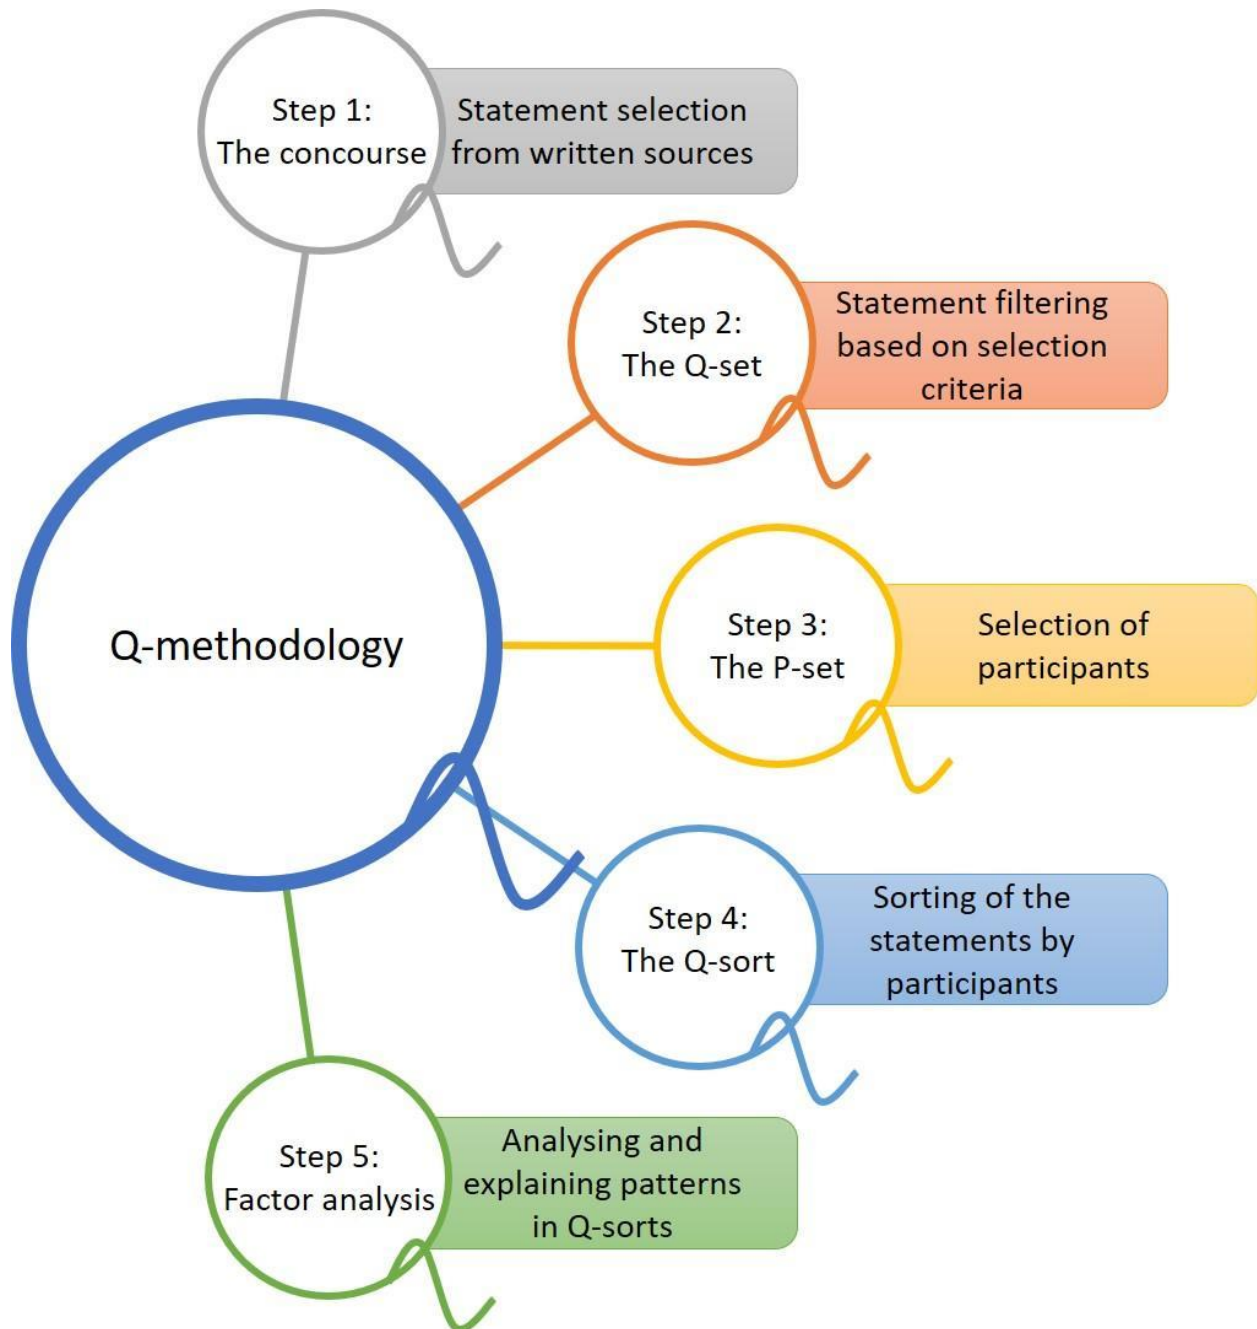 Step 1:
The concourse
Statement selection
from written sources
Step 2:
The Q-set
Statement filtering
based on selection
criteria
Q-methodology
Step 3:
The P-set
Selection of
participants
Step 4:
The Q-sort
Sorting of the
statements by
participants
Step 5:
Factor analysis
Analysing and
explaining patterns
in Q-sorts